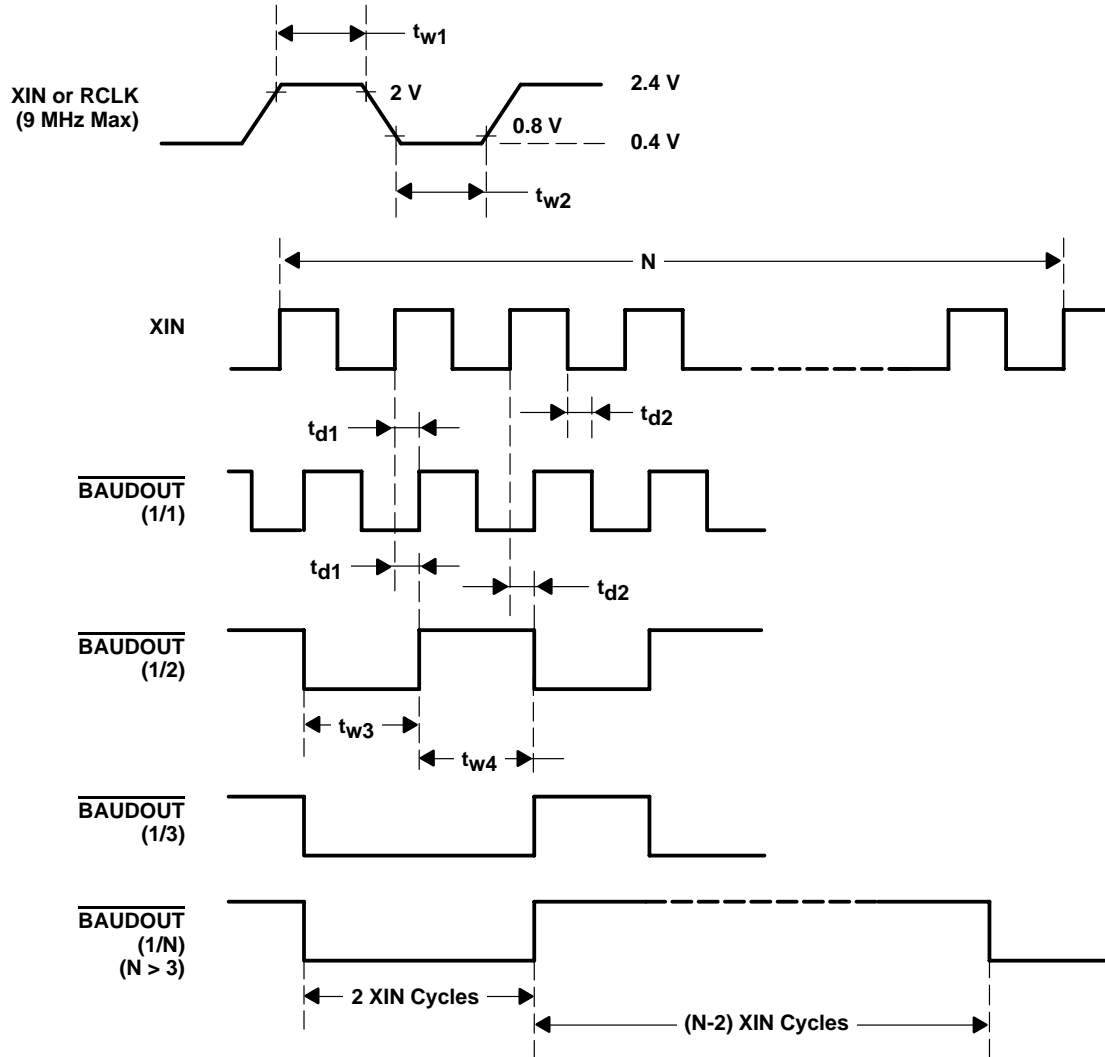 tw1
XIN or RCLK
(9 MHz Max)
2 V
2.4 V
0.8 V
0.4 V
tw2
N
XIN
td1
td2
BAUDOUT
(1/1)
td1
td2
BAUDOUT
(1/2)
tw3
tw4
BAUDOUT
(1/3)
BAUDOUT
(1/N)
(N > 3)
2 XIN Cycles
(N-2) XIN Cycles